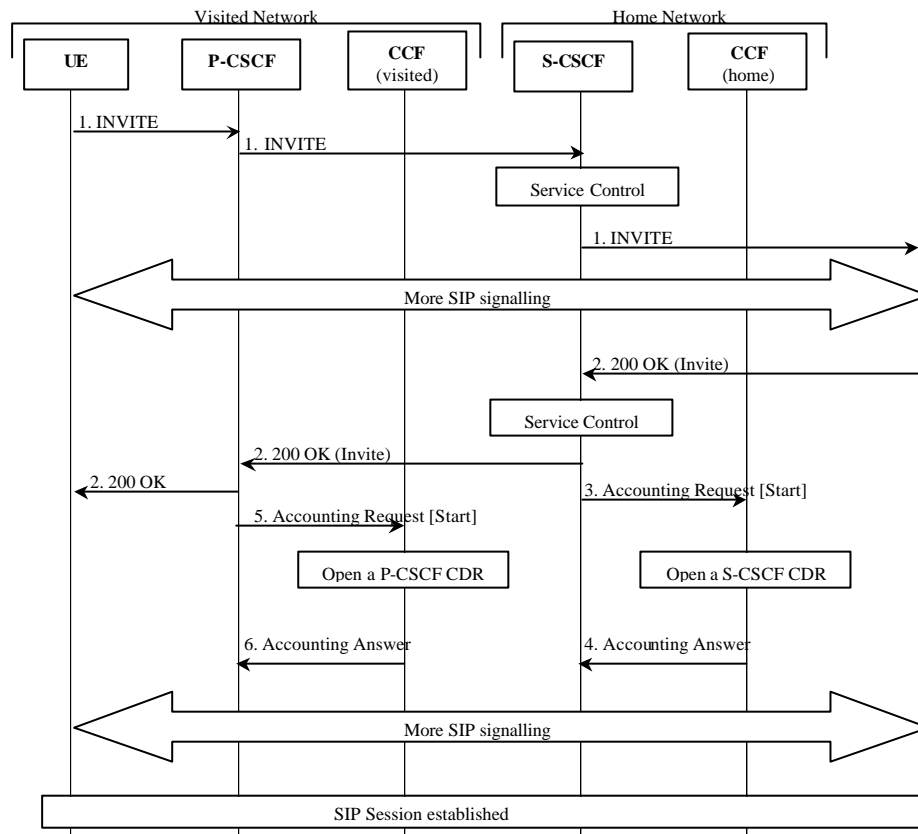 Visited Network
Home Network
UE
P-CSCF
CCF
(visited)
S-CSCF
CCF
(home)
1. INVITE
1. INVITE
Service Control
1. INVITE
More SIP signalling
2. 200 OK (Invite)
Service Control
2. 200 OK (Invite)
2. 200 OK
3. Accounting Request [Start]
5. Accounting Request [Start]
Open a P-CSCF CDR
Open a S-CSCF CDR
6. Accounting Answer
4. Accounting Answer
More SIP signalling
SIP Session established